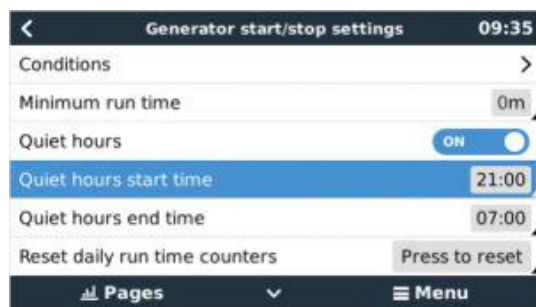 Generator start/stop settings 09:35
Conditions
Minimum run time 0m
Quiet hours ON
Quiet hours start time 21:00
Quiet hours end time 07:00
Reset daily run time counters Press to reset
Pages Menu